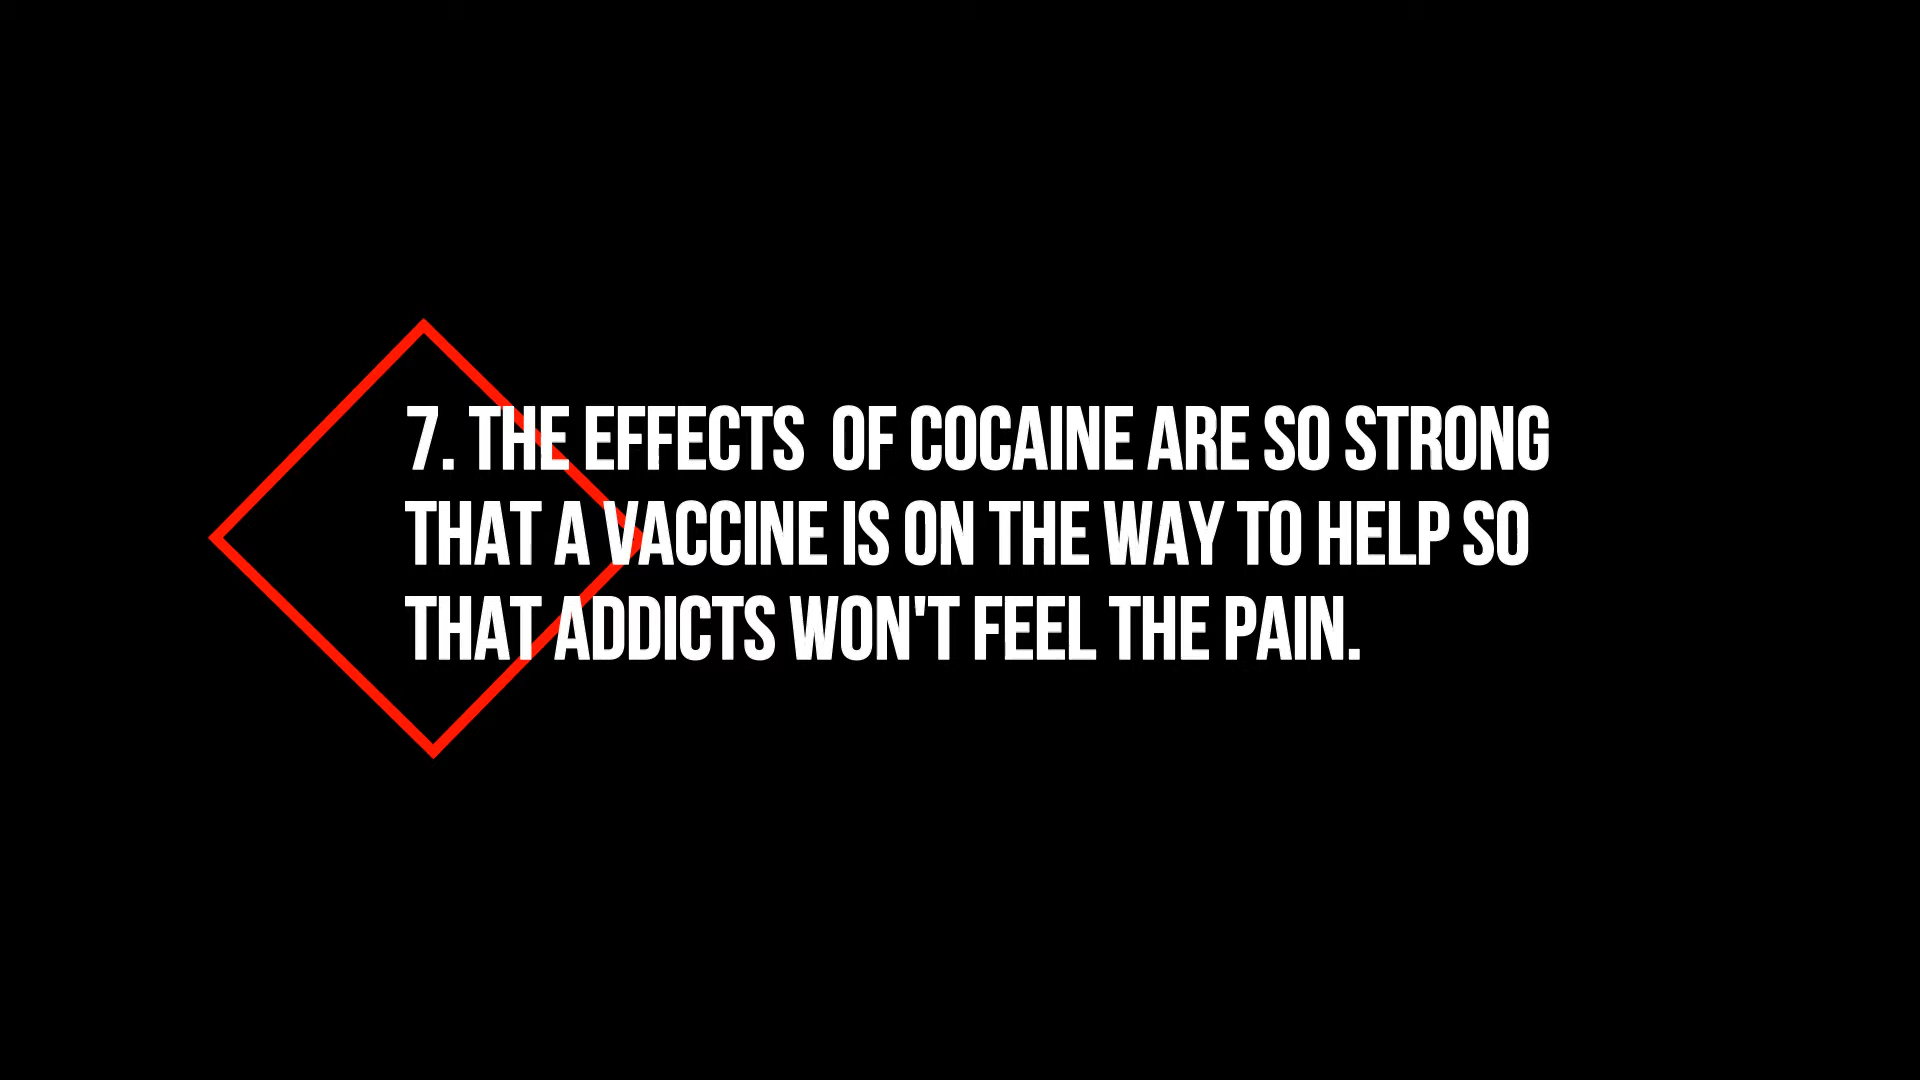 7. THE EFFECTS  OF COCAINE ARE SO STRONG
THAT A VACCINE IS ON THE WAY TO HELP SO
THAT ADDICTS WON'T FEEL THE PAIN.